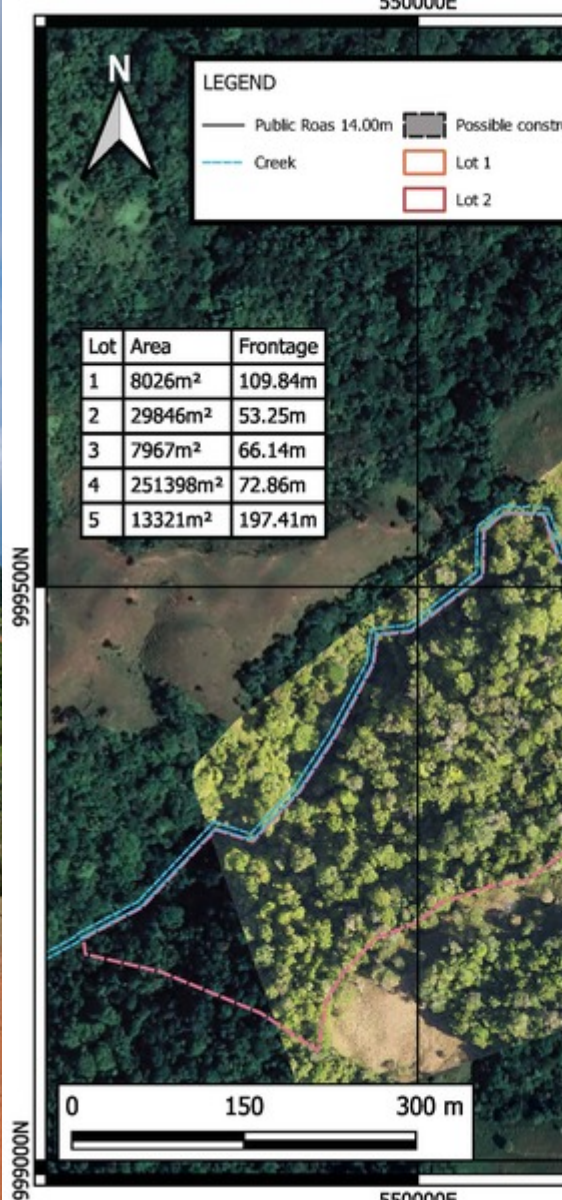 550000E
N
LEGEND
Public Roas 14.00m
Possible constr
Creek
Lot 1
Lot 2
Lot Area Frontage
1 8026m² 109.84m
2 29846m² 53.25m
3 7967m² 66.14m
4 251398m² 72.86m
5 13321m² 197.41m
999500N
0 150 300 m
999000N
550000E